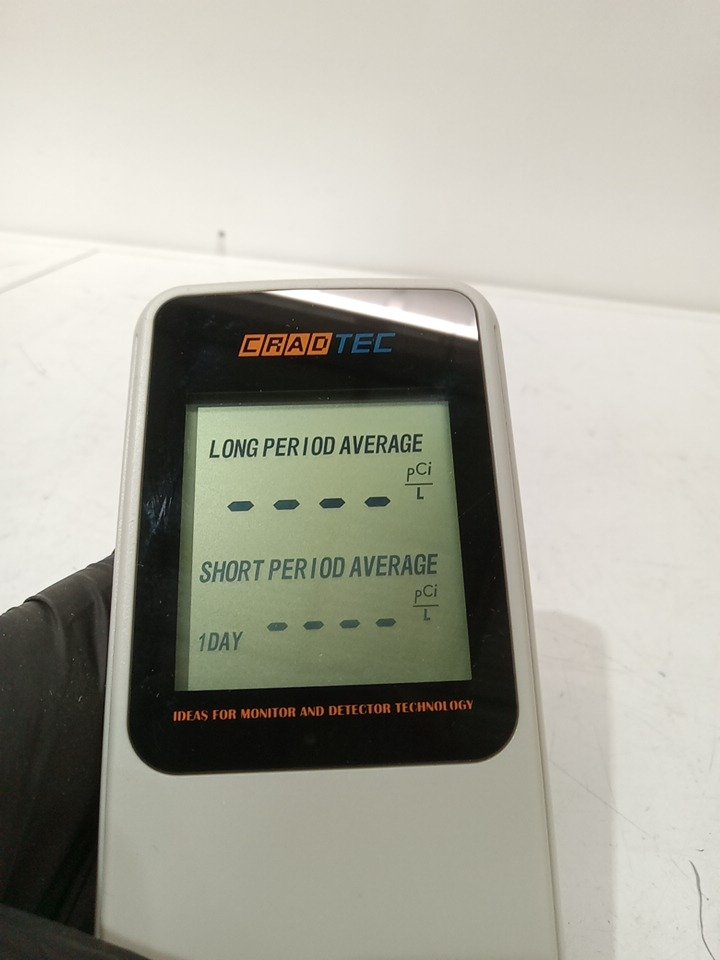 CRADTEC
LONG PERIOD AVERAGE
- - - - pCi/L
SHORT PERIOD AVERAGE
1DAY - - - - pCi/L
IDEAS FOR MONITOR AND DETECTOR TECHNOLOGY